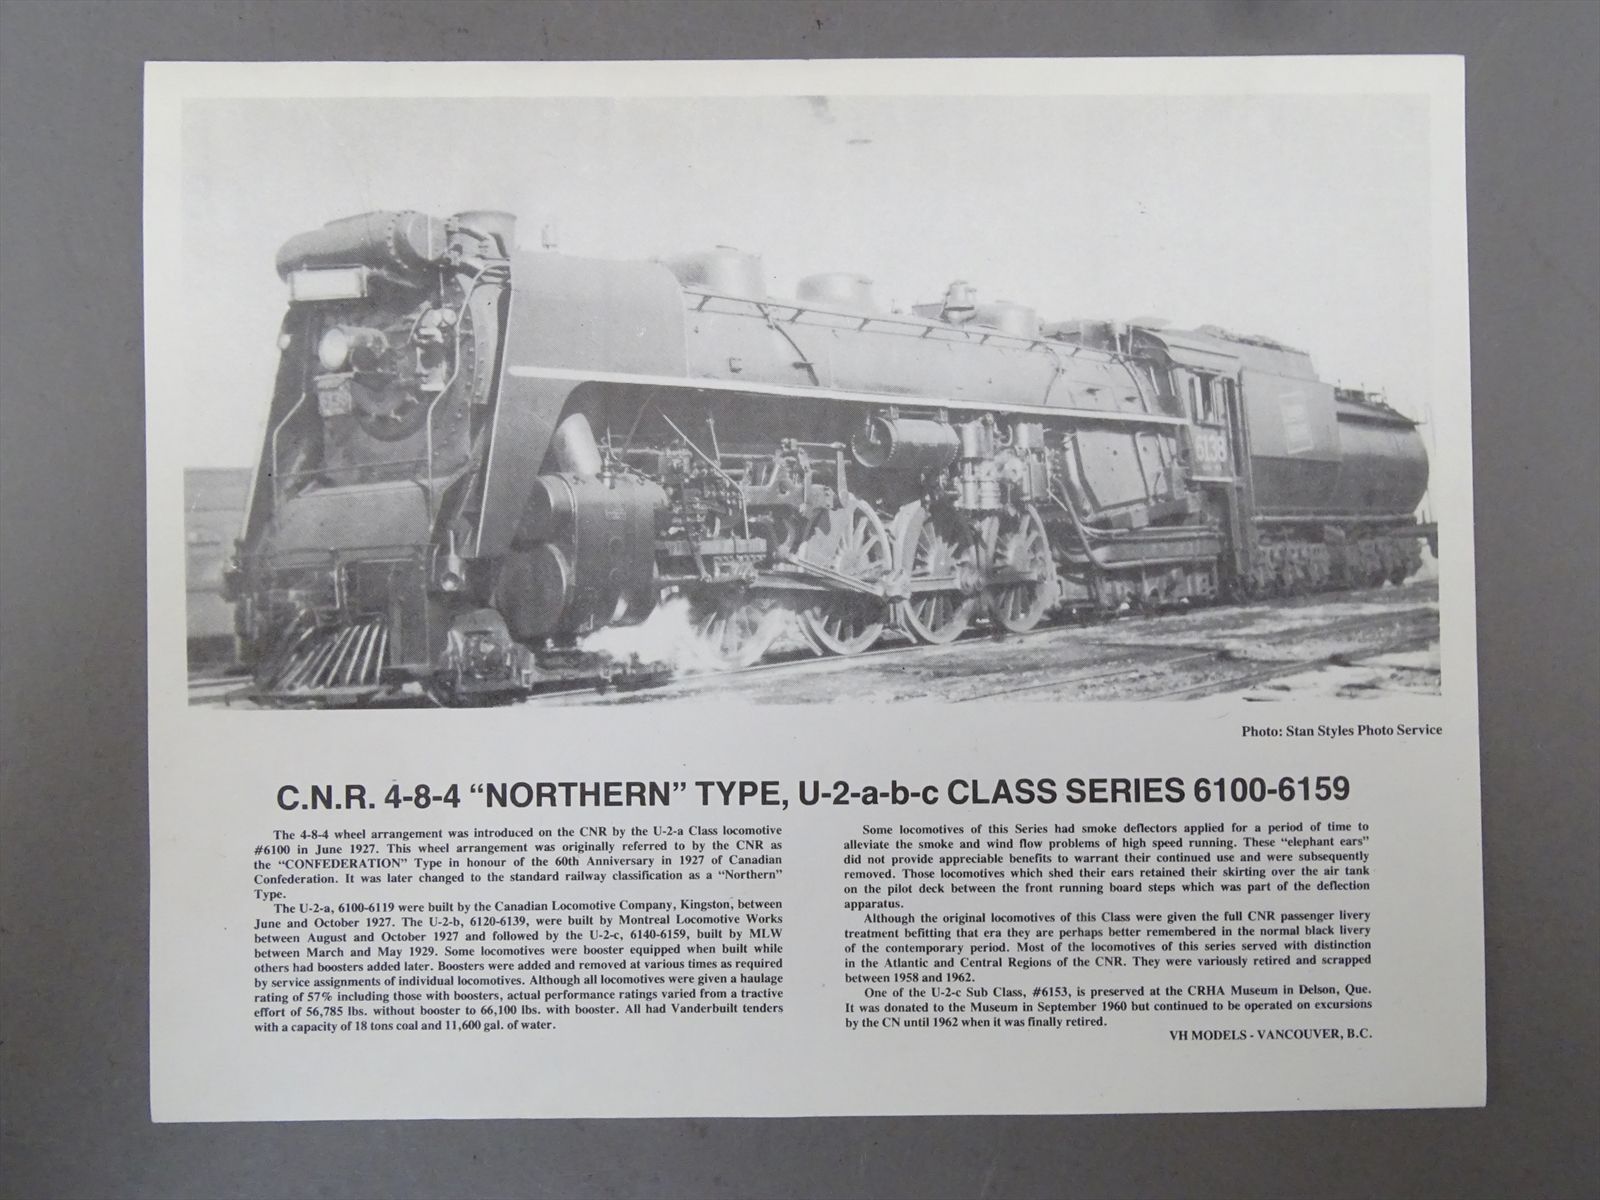 6138
Photo: Stan Styles Photo Service
C.N.R. 4-8-4 “NORTHERN” TYPE, U-2-a-b-c CLASS SERIES 6100-6159
The 4-8-4 wheel arrangement was introduced on the CNR by the U-2-a Class locomotive
#6100 in June 1927. This wheel arrangement was originally referred to by the CNR as
the “CONFEDERATION” Type in honour of the 60th Anniversary in 1927 of Canadian
Confederation. It was later changed to the standard railway classification as a “Northern”
Type.
The U-2-a, 6100-6119 were built by the Canadian Locomotive Company, Kingston, between
June and October 1927. The U-2-b, 6120-6139, were built by Montreal Locomotive Works
between August and October 1927 and followed by the U-2-c, 6140-6159, built by MLW
between March and May 1929. Some locomotives were booster equipped when built while
others had boosters added later. Boosters were added and removed at various times as required
by service assignments of individual locomotives. Although all locomotives were given a haulage
rating of 57% including those with boosters, actual performance ratings varied from a tractive
effort of 56,785 lbs. without booster to 66,100 lbs. with booster. All had Vanderbuilt tenders
with a capacity of 18 tons coal and 11,600 gal. of water.
Some locomotives of this Series had smoke deflectors applied for a period of time to
alleviate the smoke and wind flow problems of high speed running. These “elephant ears”
did not provide appreciable benefits to warrant their continued use and were subsequently
removed. Those locomotives which shed their ears retained their skirting over the air tank
on the pilot deck between the front running board steps which was part of the deflection
apparatus.
Although the original locomotives of this Class were given the full CNR passenger livery
treatment befitting that era they are perhaps better remembered in the normal black livery
of the contemporary period. Most of the locomotives of this series served with distinction
in the Atlantic and Central Regions of the CNR. They were variously retired and scrapped
between 1958 and 1962.
One of the U-2-c Sub Class, #6153, is preserved at the CRHA Museum in Delson, Que.
It was donated to the Museum in September 1960 but continued to be operated on excursions
by the CN until 1962 when it was finally retired.
VH MODELS - VANCOUVER, B.C.